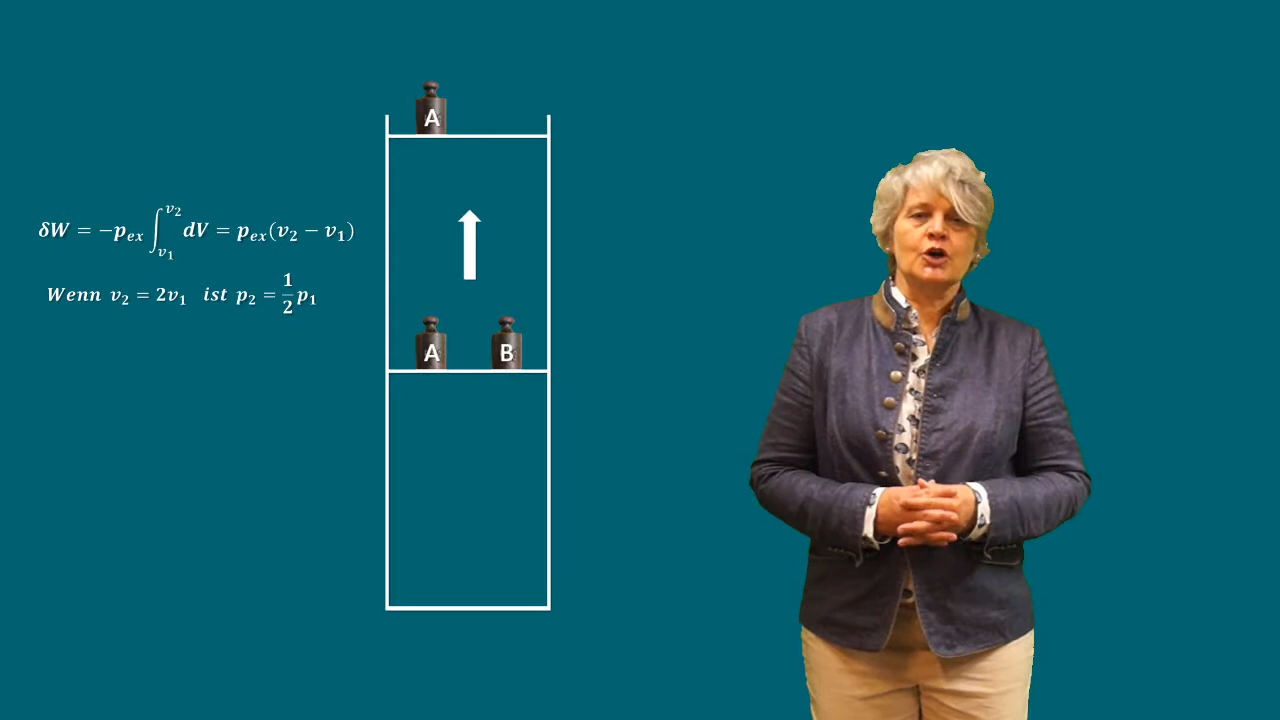 A
δW = −p_ex ∫_{v₁}^{v₂} dV = p_ex(v₂ − v₁)
Wenn v₂ = 2v₁ ist p₂ = 1/2 p₁
A B